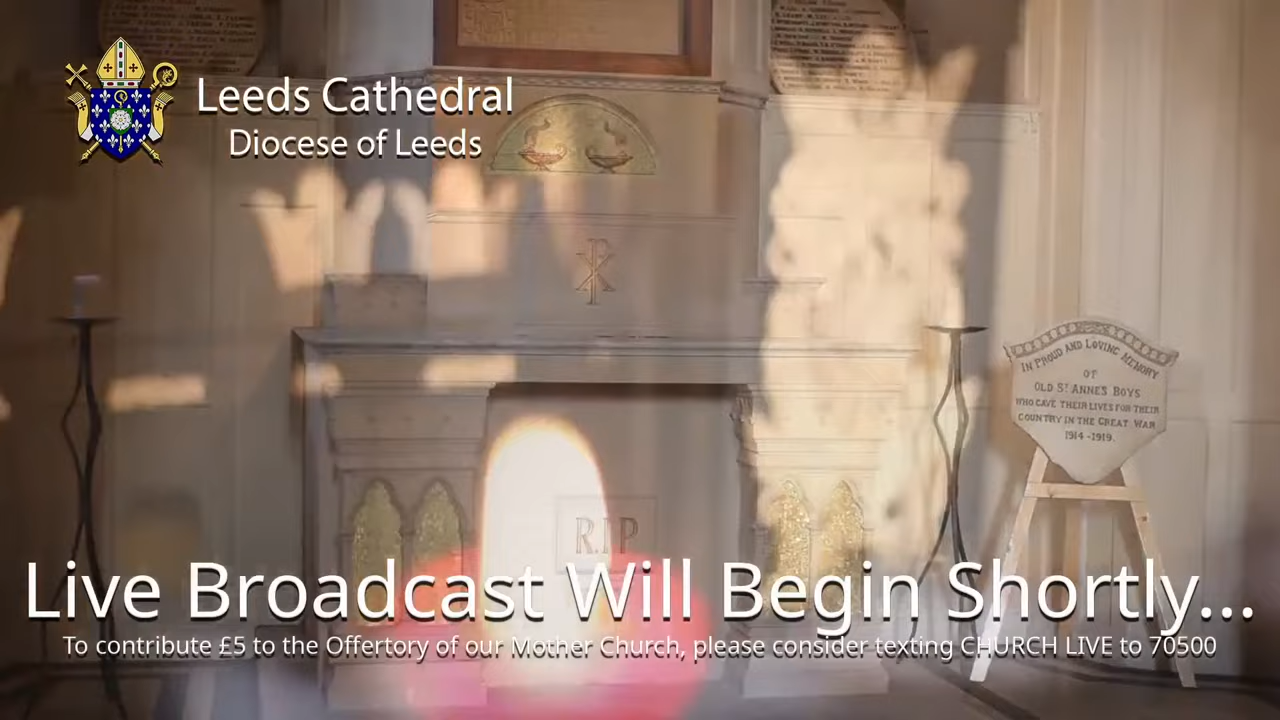 Leeds Cathedral
Diocese of Leeds
IN PROUD AND LOVING MEMORY
OF
OLD ST ANNE'S BOYS
WHO GAVE THEIR LIVES FOR THEIR
COUNTRY IN THE GREAT WAR
1914-1919.
R.I.P
Live Broadcast Will Begin Shortly...
To contribute £5 to the Offertory of our Mother Church, please consider texting CHURCH LIVE to 70500